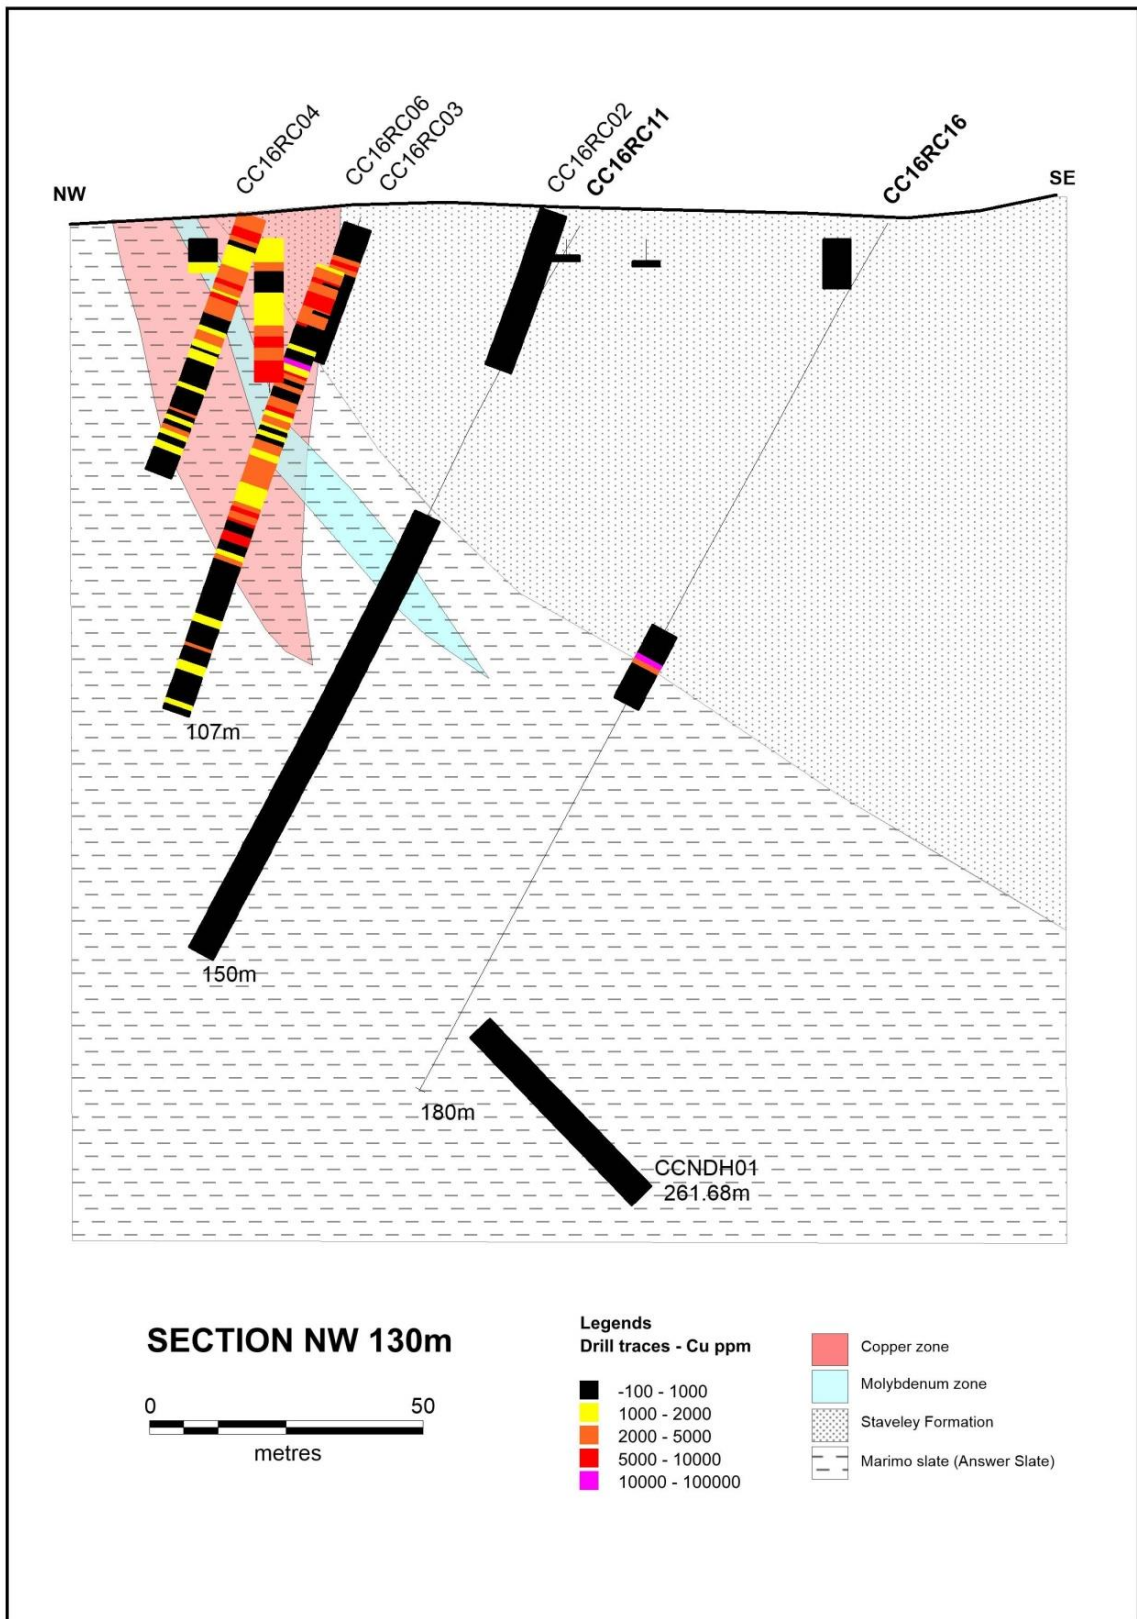 CC16RC04
CC16RC06
CC16RC03
CC16RC02
CC16RC11
CC16RC16
NW
SE
107m
150m
180m
CCNDH01
261.68m
SECTION NW 130m
0 50
metres
Legends
Drill traces - Cu ppm
-100 - 1000
1000 - 2000
2000 - 5000
5000 - 10000
10000 - 100000
Copper zone
Molybdenum zone
Staveley Formation
Marimo slate (Answer Slate)